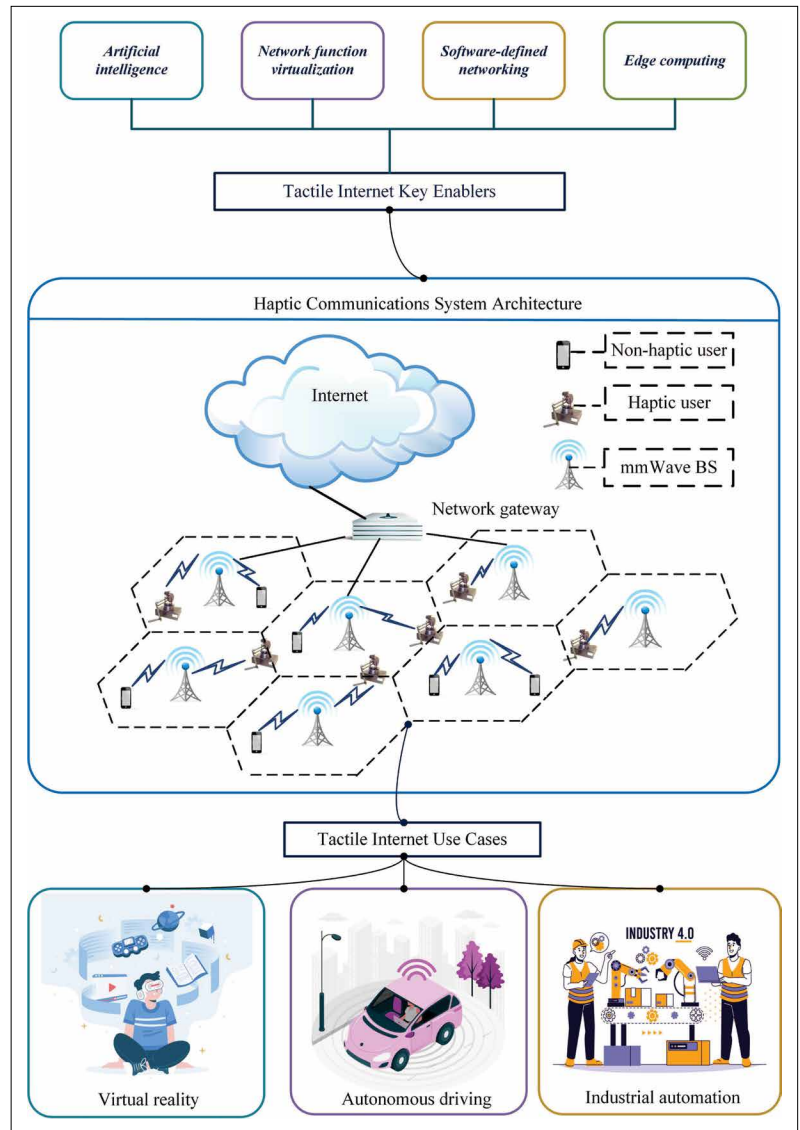 Artificial
intelligence
Network function
virtualization
Software-defined
networking
Edge computing
Tactile Internet Key Enablers
Haptic Communications System Architecture
Internet
Non-haptic user
Haptic user
mmWave BS
Network gateway
Tactile Internet Use Cases
Virtual reality
Autonomous driving
INDUSTRY 4.0
Industrial automation